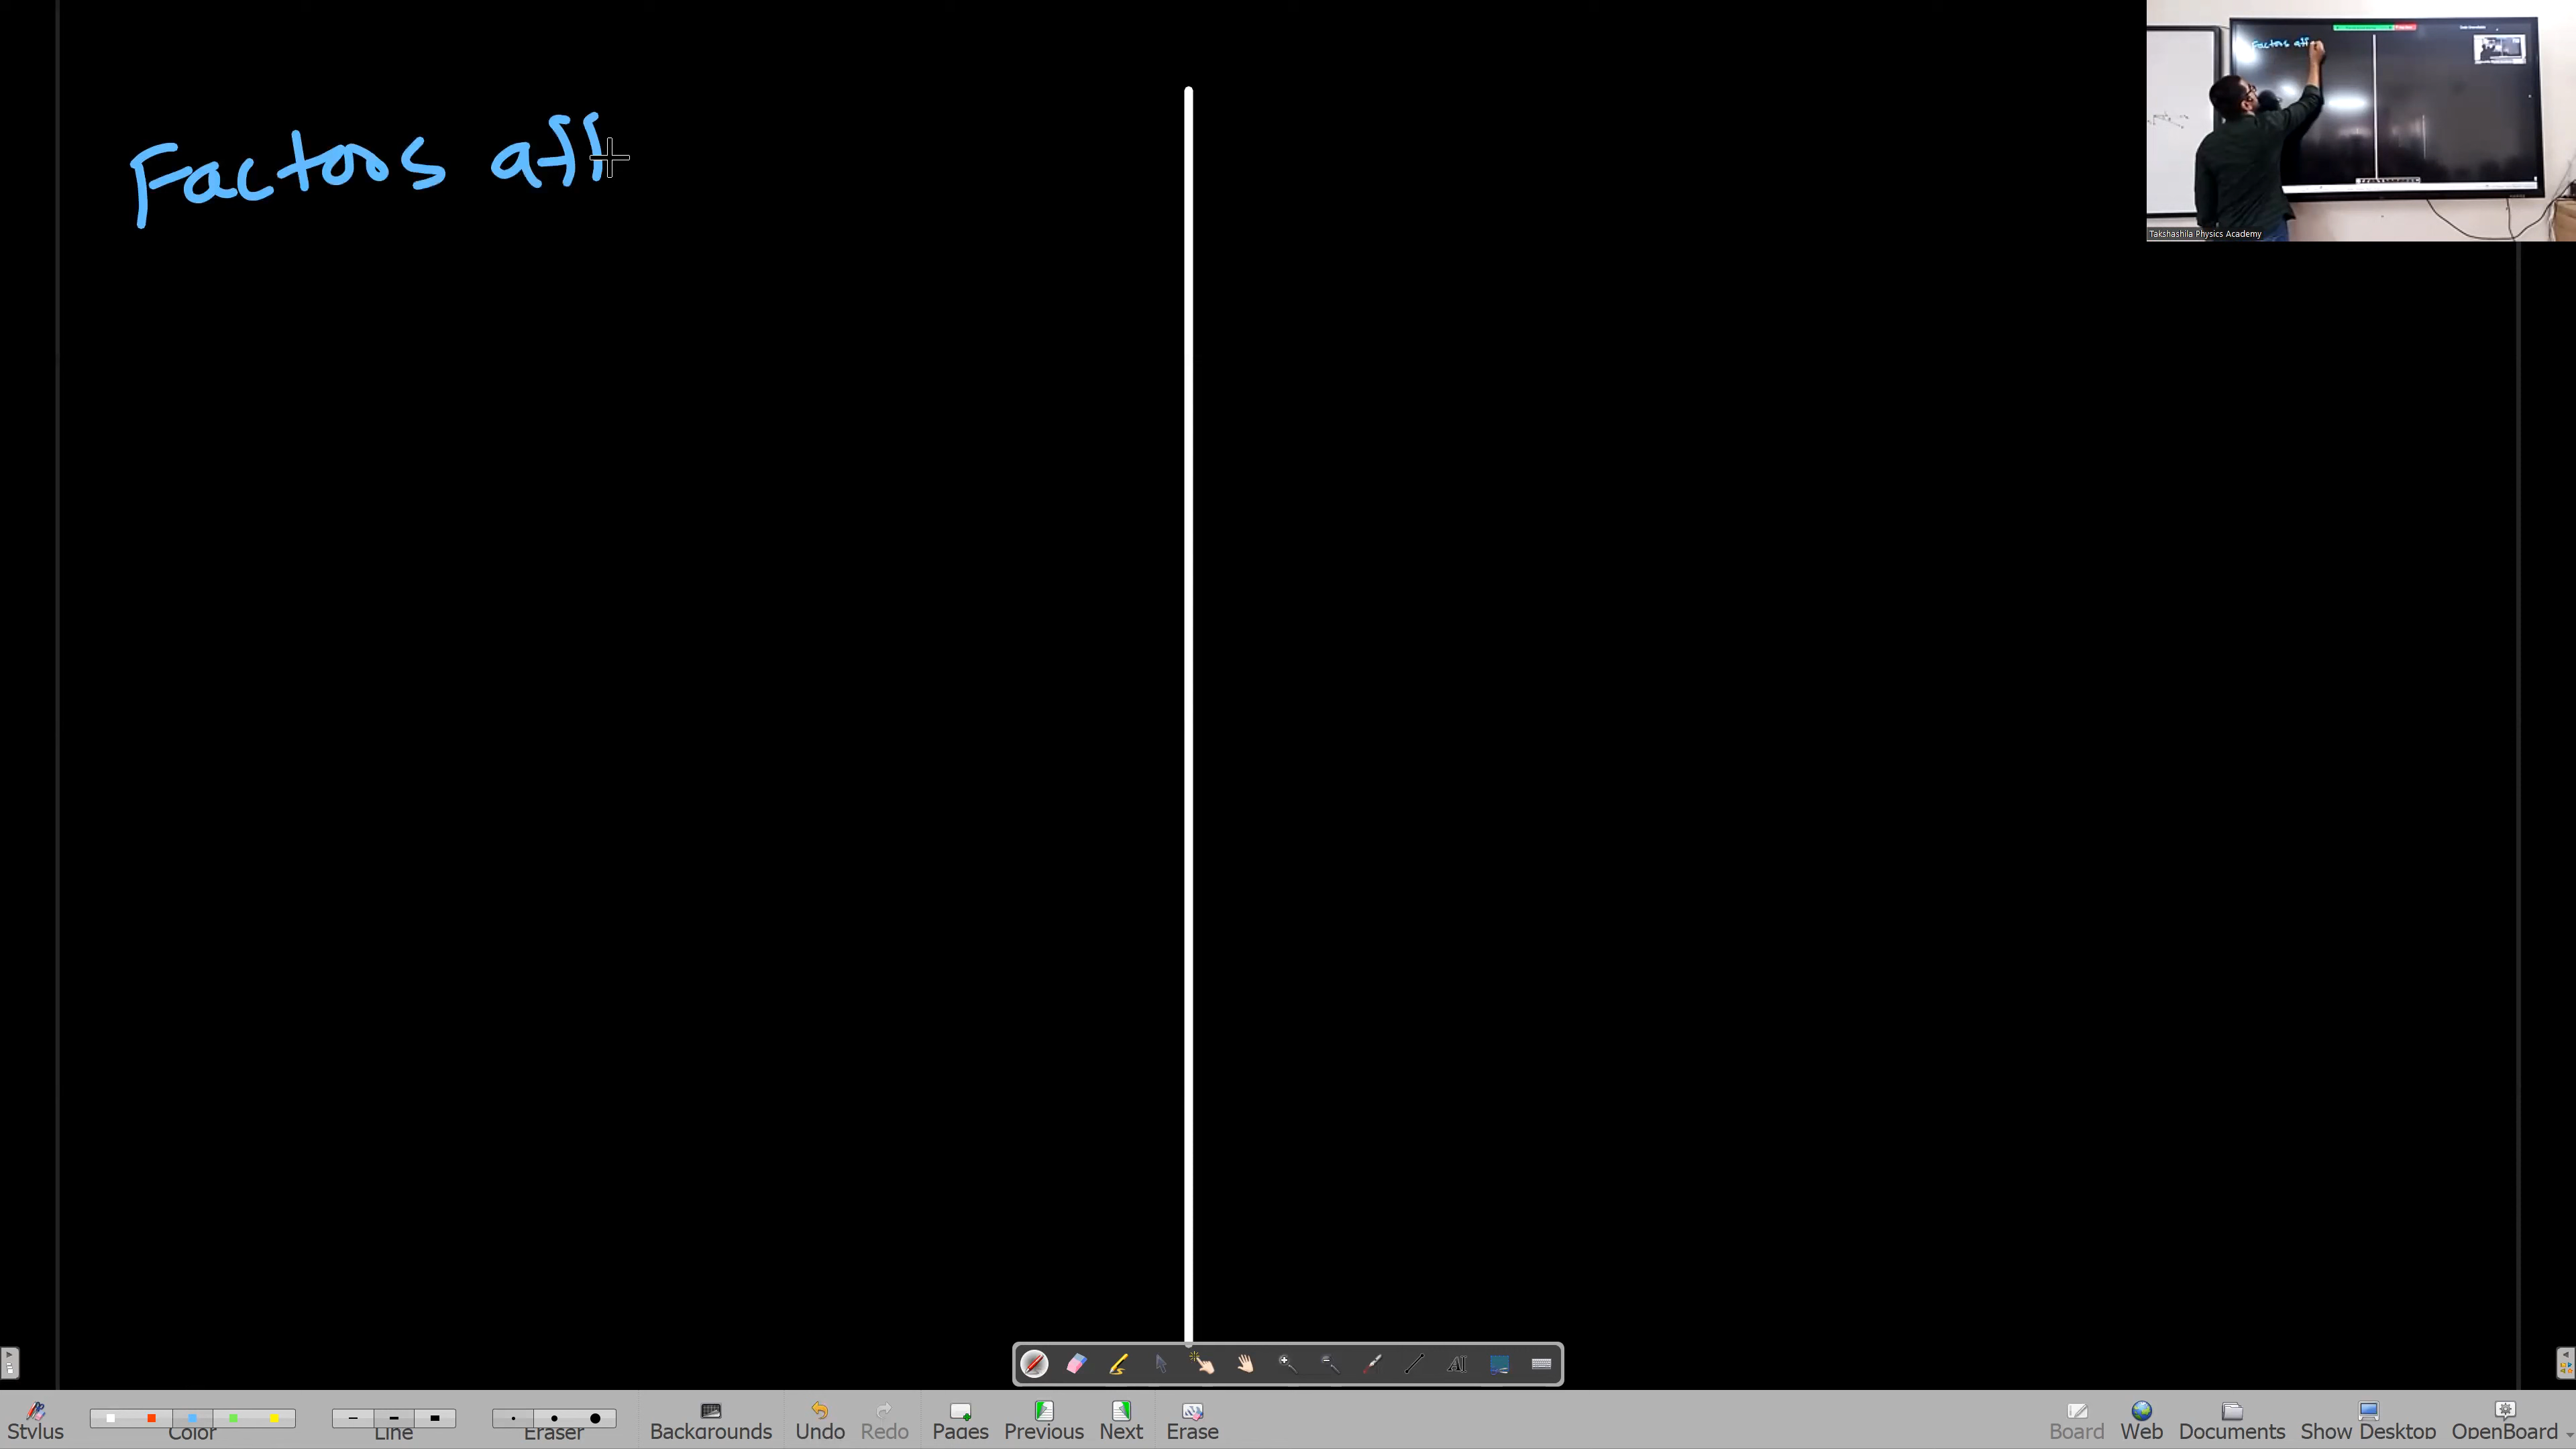 Factors aff
Takshashila Physics Academy
Stylus
Color
Line
Eraser
Backgrounds
Undo
Redo
Pages
Previous
Next
Erase
Board
Web
Documents
Show Desktop
OpenBoard